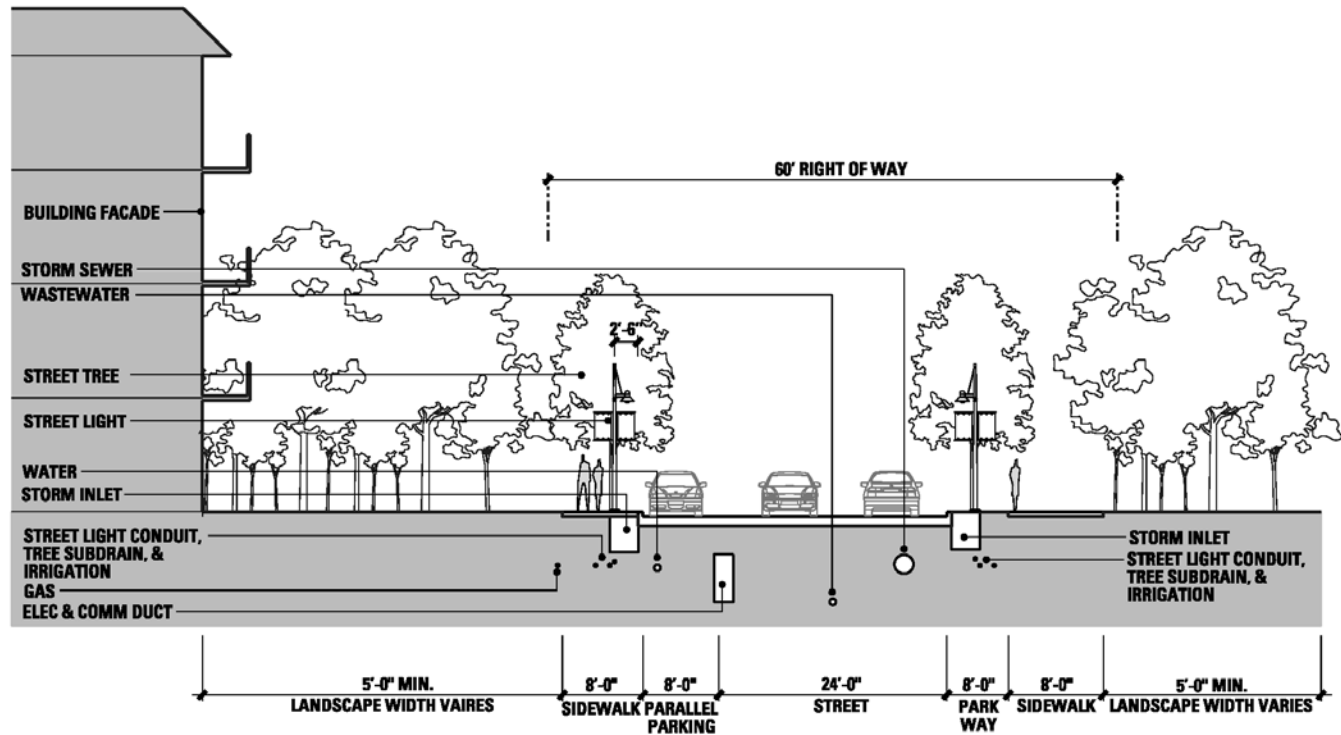 60' RIGHT OF WAY
BUILDING FACADE
STORM SEWER
WASTEWATER
2'-6"
STREET TREE
STREET LIGHT
WATER
STORM INLET
STREET LIGHT CONDUIT,
TREE SUBDRAIN, &
IRRIGATION
GAS
ELEC & COMM DUCT
STORM INLET
STREET LIGHT CONDUIT,
TREE SUBDRAIN, &
IRRIGATION
5'-0" MIN.
LANDSCAPE WIDTH VAIRES
8'-0"
SIDEWALK
8'-0"
PARALLEL
PARKING
24'-0"
STREET
8'-0"
PARK
WAY
8'-0"
SIDEWALK
5'-0" MIN.
LANDSCAPE WIDTH VARIES